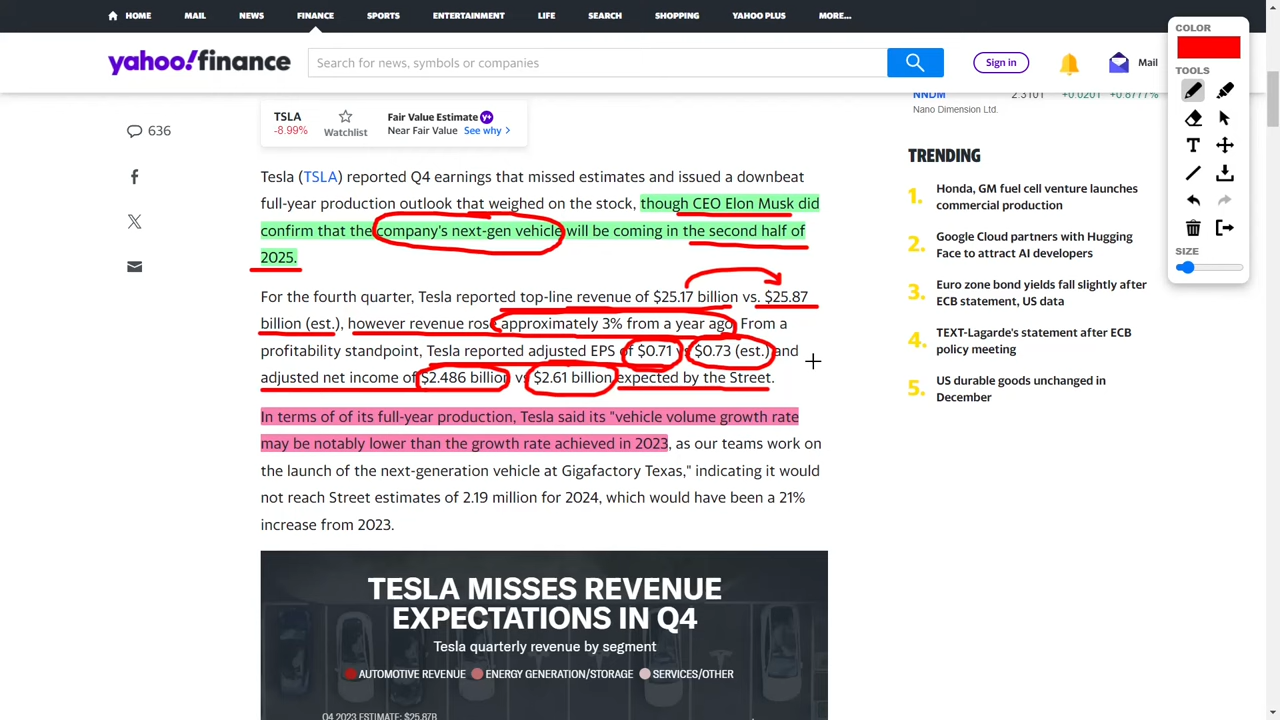 HOME MAIL NEWS FINANCE SPORTS ENTERTAINMENT LIFE SEARCH SHOPPING YAHOO PLUS MORE...
yahoo!finance
Search for news, symbols or companies
Sign in
Mail
COLOR
TOOLS
SIZE
636
TSLA
-8.99%
Watchlist
Fair Value Estimate Y+
Near Fair Value See why >
Tesla (TSLA) reported Q4 earnings that missed estimates and issued a downbeat
full-year production outlook that weighed on the stock, though CEO Elon Musk did
confirm that the company's next-gen vehicle will be coming in the second half of
2025.
For the fourth quarter, Tesla reported top-line revenue of $25.17 billion vs. $25.87
billion (est.), however revenue rose approximately 3% from a year ago. From a
profitability standpoint, Tesla reported adjusted EPS of $0.71 vs $0.73 (est.) and
adjusted net income of $2.486 billion vs $2.61 billion expected by the Street.
In terms of of its full-year production, Tesla said its "vehicle volume growth rate
may be notably lower than the growth rate achieved in 2023, as our teams work on
the launch of the next-generation vehicle at Gigafactory Texas," indicating it would
not reach Street estimates of 2.19 million for 2024, which would have been a 21%
increase from 2023.
TESLA MISSES REVENUE
EXPECTATIONS IN Q4
Tesla quarterly revenue by segment
AUTOMOTIVE REVENUE ENERGY GENERATION/STORAGE SERVICES/OTHER
Q4 2023 ESTIMATE: $25.87B
NNDM 2.3101 +0.0201 +0.8777%
Nano Dimension Ltd.
TRENDING
1. Honda, GM fuel cell venture launches
commercial production
2. Google Cloud partners with Hugging
Face to attract AI developers
3. Euro zone bond yields fall slightly after
ECB statement, US data
4. TEXT-Lagarde's statement after ECB
policy meeting
5. US durable goods unchanged in
December